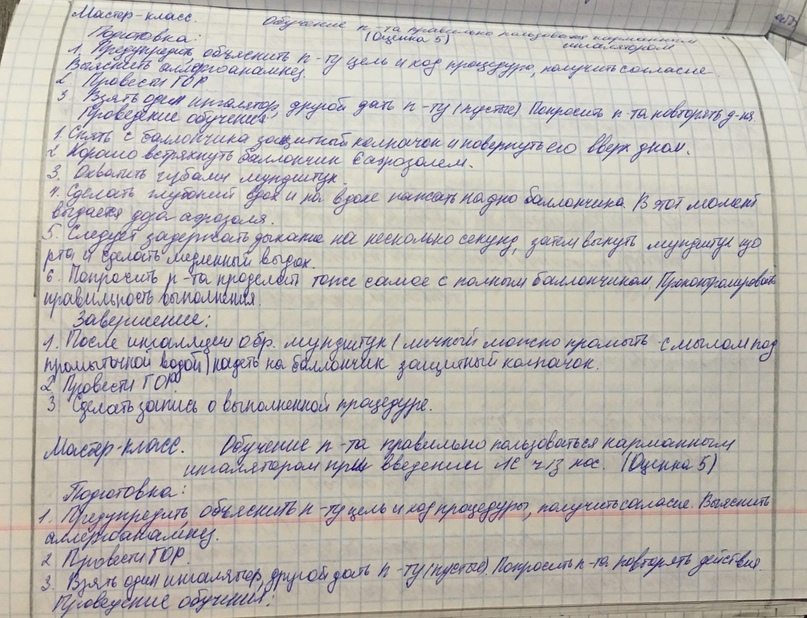 Мастер-класс. Обучение п-та правильно пользоваться карманным
(Оценка 5) ингалятором
Подготовка:
1. Предупредить, объяснить п-ту цель и ход процедуры, получить согласие
Выяснить аллергоанамнез.
2 Провести ГОР
3 Взять один ингалятор, другой дать п-ту (пустые) Попросить п-та повторять д-ия
Проведение обучения
1 Снять с баллончика защитный колпачок и повернуть его вверх дном.
2 Хорошо встряхнуть баллончик с аэрозолем.
3. Охватить губами мундштук.
4. Сделать глубокий вдох и на вдохе нажать на дно баллончика. В этот момент
выдается доза аэрозоля.
5. Следует задержать дыхание на несколько секунд, затем вынуть мундштук изо
рта и сделать медленный выдох.
6. Попросить п-та проделать тоже самое с полным баллончиком Проконтролировать
правильность выполнения
Завершение:
1. После ингаляции обр. мундштук (личный можно промыть с мылом под
проточной водой) надеть на баллончик защитный колпачок.
2 Провести ГОР
3. Сделать запись о выполненной процедуре.
Мастер-класс. Обучение п-та правильно пользоваться карманным
ингалятором при введении ЛС ч/з нос. (Оценка 5)
Подготовка:
1. Предупредить, объяснить п-ту цель и ход процедуры, получить согласие. Выяснить
аллергоанамнез.
2 Провести ГОР.
3. Взять один ингалятор, другой дать п-ту (пустые). Попросить п-та повторять действия.
Проведение обучения: